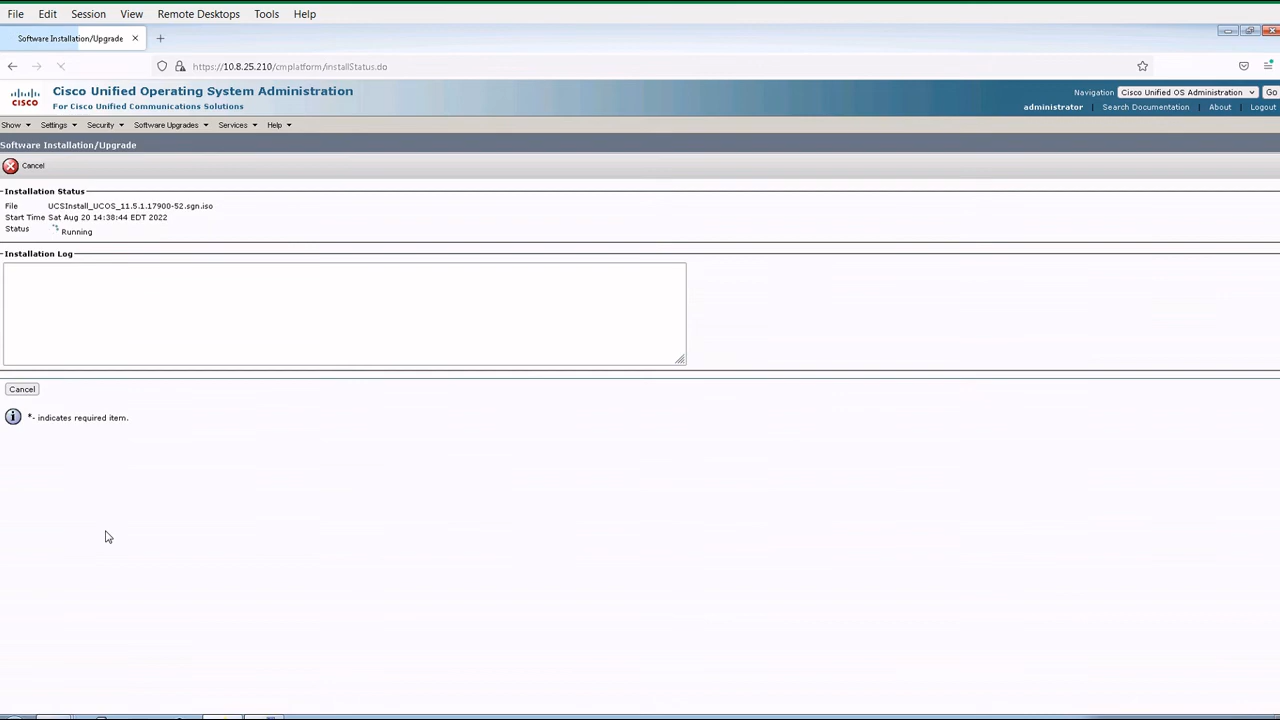 File Edit Session View Remote Desktops Tools Help
Software Installation/Upgrade
https://10.8.25.210/cmplatform/installStatus.do
cisco
Cisco Unified Operating System Administration
For Cisco Unified Communications Solutions
Navigation Cisco Unified OS Administration Go
administrator Search Documentation About Logout
Show Settings Security Software Upgrades Services Help
Software Installation/Upgrade
Cancel
Installation Status
File UCSInstall_UCOS_11.5.1.17900-52.sgn.iso
Start Time Sat Aug 20 14:38:44 EDT 2022
Status Running
Installation Log
Cancel
*- indicates required item.